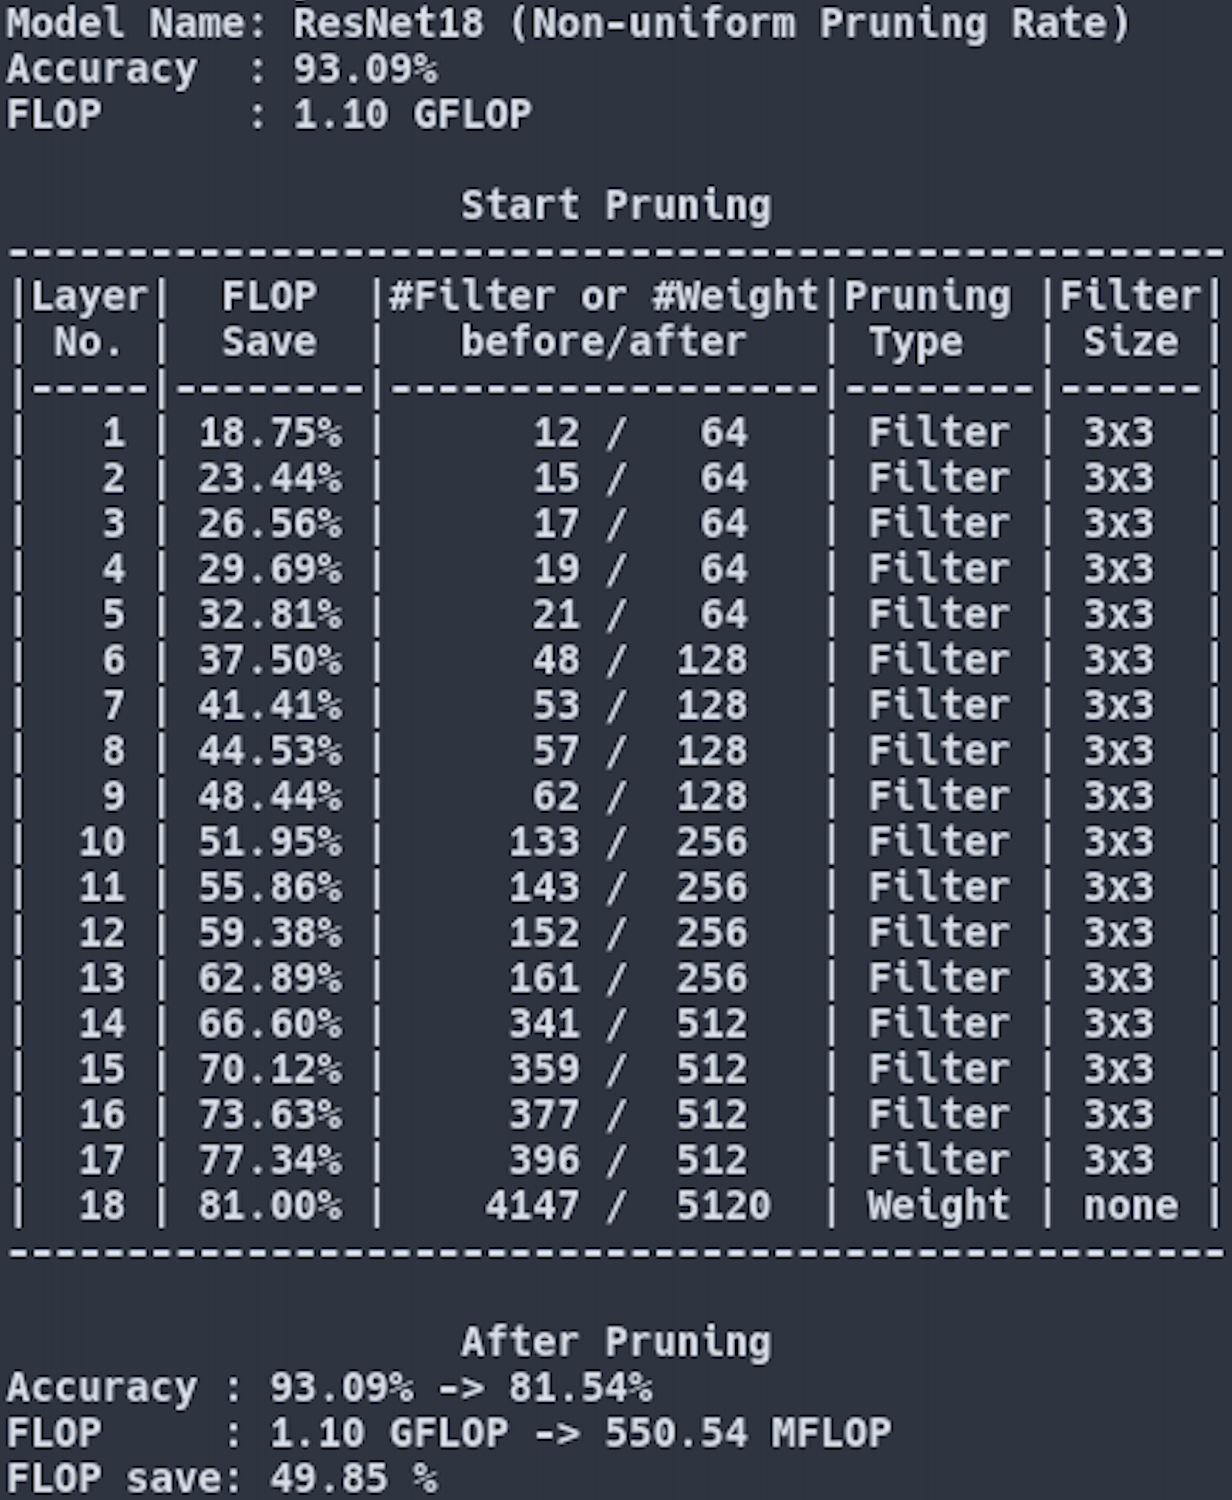 Model Name: ResNet18 (Non-uniform Pruning Rate)
Accuracy  : 93.09%
FLOP      : 1.10 GFLOP
Start Pruning
---------------------------------------------------
|Layer|  FLOP  |#Filter or #Weight|Pruning |Filter|
| No. |  Save  |   before/after   | Type   | Size |
|-----|--------|------------------|--------|------|
|   1 | 18.75% |      12 /   64   | Filter | 3x3  |
|   2 | 23.44% |      15 /   64   | Filter | 3x3  |
|   3 | 26.56% |      17 /   64   | Filter | 3x3  |
|   4 | 29.69% |      19 /   64   | Filter | 3x3  |
|   5 | 32.81% |      21 /   64   | Filter | 3x3  |
|   6 | 37.50% |      48 /  128   | Filter | 3x3  |
|   7 | 41.41% |      53 /  128   | Filter | 3x3  |
|   8 | 44.53% |      57 /  128   | Filter | 3x3  |
|   9 | 48.44% |      62 /  128   | Filter | 3x3  |
|  10 | 51.95% |     133 /  256   | Filter | 3x3  |
|  11 | 55.86% |     143 /  256   | Filter | 3x3  |
|  12 | 59.38% |     152 /  256   | Filter | 3x3  |
|  13 | 62.89% |     161 /  256   | Filter | 3x3  |
|  14 | 66.60% |     341 /  512   | Filter | 3x3  |
|  15 | 70.12% |     359 /  512   | Filter | 3x3  |
|  16 | 73.63% |     377 /  512   | Filter | 3x3  |
|  17 | 77.34% |     396 /  512   | Filter | 3x3  |
|  18 | 81.00% |    4147 /  5120  | Weight | none |
---------------------------------------------------
After Pruning
Accuracy : 93.09% -> 81.54%
FLOP     : 1.10 GFLOP -> 550.54 MFLOP
FLOP save: 49.85 %